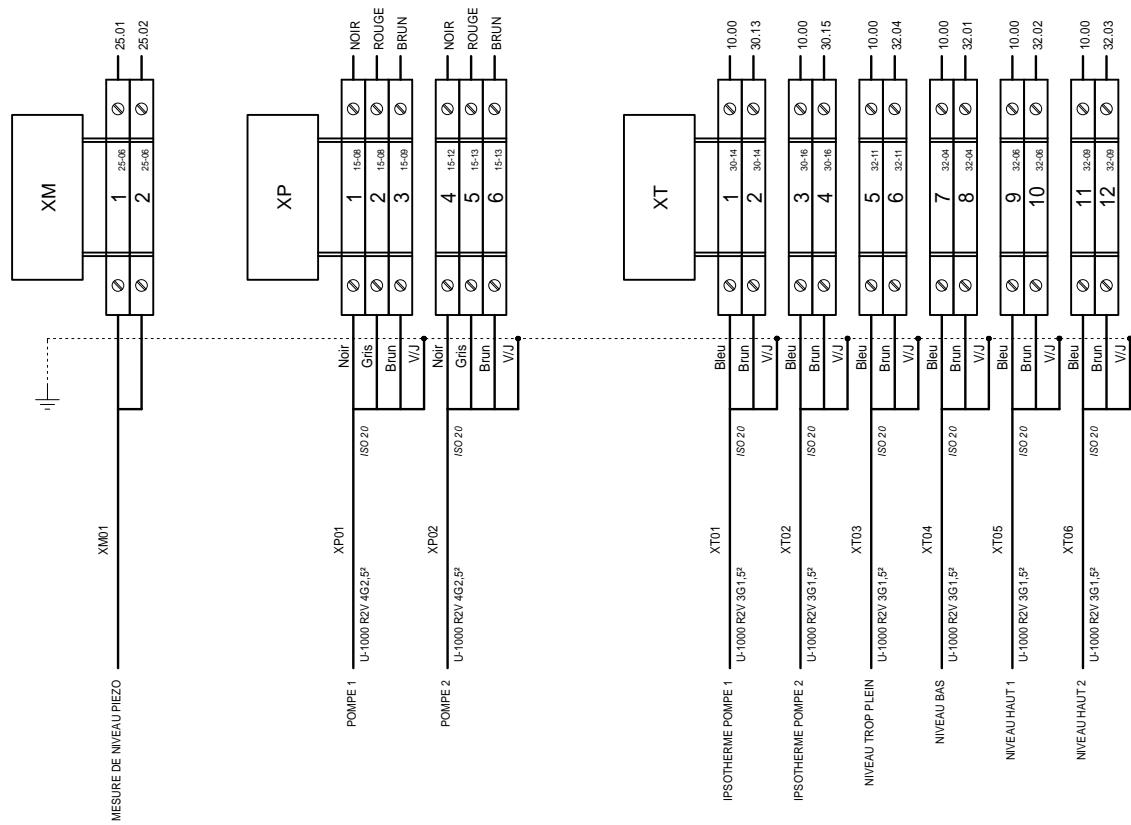 25.01
25.02
XM
1
25-06
2
25-06
XM01
MESURE DE NIVEAU PIEZO
NOIR
ROUGE
BRUN
XP
1
15-08
2
15-08
3
15-09
Noir
Gris
Brun
V/J
ISO 20
XP01
U-1000 R2V 4G2,5²
POMPE 1
NOIR
ROUGE
BRUN
4
15-12
5
15-13
6
15-13
Noir
Gris
Brun
V/J
ISO 20
XP02
U-1000 R2V 4G2,5²
POMPE 2
XT
10.00
30.13
1
30-14
2
30-14
Bleu
Brun
V/J
ISO 20
XT01
U-1000 R2V 3G1,5²
IPSOTHERME POMPE 1
10.00
30.15
3
30-16
4
30-16
Bleu
Brun
V/J
ISO 20
XT02
U-1000 R2V 3G1,5²
IPSOTHERME POMPE 2
10.00
32.04
5
32-11
6
32-11
Bleu
Brun
V/J
ISO 20
XT03
U-1000 R2V 3G1,5²
NIVEAU TROP PLEIN
10.00
32.01
7
32-04
8
32-04
Bleu
Brun
V/J
ISO 20
XT04
U-1000 R2V 3G1,5²
NIVEAU BAS
10.00
32.02
9
32-06
10
32-06
Bleu
Brun
V/J
ISO 20
XT05
U-1000 R2V 3G1,5²
NIVEAU HAUT 1
10.00
32.03
11
32-09
12
32-09
Bleu
Brun
V/J
ISO 20
XT06
U-1000 R2V 3G1,5²
NIVEAU HAUT 2